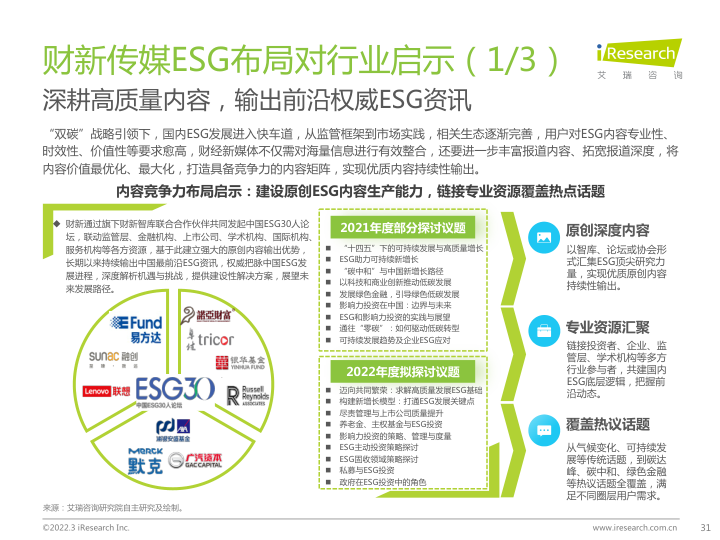 财新传媒ESG布局对行业启示（1/3）
iResearch
艾 瑞 咨 询
深耕高质量内容，输出前沿权威ESG资讯
“双碳”战略引领下，国内ESG发展进入快车道，从监管框架到市场实践，相关生态逐渐完善，用户对ESG内容专业性、
时效性、价值性等要求愈高，财经新媒体不仅需对海量信息进行有效整合，还要进一步丰富报道内容、拓宽报道深度，将
内容价值最优化、最大化，打造具备竞争力的内容矩阵，实现优质内容持续性输出。
内容竞争力布局启示：建设原创ESG内容生产能力，链接专业资源覆盖热点话题
◆ 财新通过旗下财新智库联合合作伙伴共同发起中国ESG30人论
坛，联动监管层、金融机构、上市公司、学术机构、国际机构、
服务机构等各方资源，基于此建立强大的原创内容输出优势，
长期以来持续输出中国最前沿ESG资讯，权威把脉中国ESG发
展进程，深度解析机遇与挑战，提供建设性解决方案，展望未
来发展路径。
EFund
易方达
諾亞財富
阜
健
tricor
sunac 融创
银华基金
YINHUA FUND
Lenovo 联想
ESG30
中国ESG30人论坛
Russell
Reynolds
ASSOCIATES
浦银安盛基金
MERCK
默克
广汽资本
GAC CAPITAL
2021年度部分探讨议题
■ “十四五”下的可持续发展与高质量增长
■ ESG助力可持续新增长
■ “碳中和”与中国新增长路径
■ 以科技和商业创新推动低碳发展
■ 发展绿色金融，引导绿色低碳发展
■ 影响力投资在中国：边界与未来
■ ESG和影响力投资的实践与展望
■ 通往“零碳”：如何驱动低碳转型
■ 可持续发展趋势及企业ESG应对
2022年度拟探讨议题
■ 迈向共同繁荣：求解高质量发展ESG基础
■ 构建新增长模型：打通ESG发展关键点
■ 尽责管理与上市公司质量提升
■ 养老金、主权基金与ESG投资
■ 影响力投资的策略、管理与度量
■ ESG主动投资策略探讨
■ ESG固收领域策略探讨
■ 私募与ESG投资
■ 政府在ESG投资中的角色
原创深度内容
以智库、论坛或协会形
式汇集ESG顶尖研究力
量，实现优质原创内容
持续性输出。
专业资源汇聚
链接投资者、企业、监
管层、学术机构等多方
行业参与者，共建国内
ESG底层逻辑，把握前
沿动态。
覆盖热议话题
从气候变化、可持续发
展等传统话题，到碳达
峰、碳中和、绿色金融
等热议话题全覆盖，满
足不同圈层用户需求。
来源：艾瑞咨询研究院自主研究及绘制。
©2022.3 iResearch Inc.
www.iresearch.com.cn
31